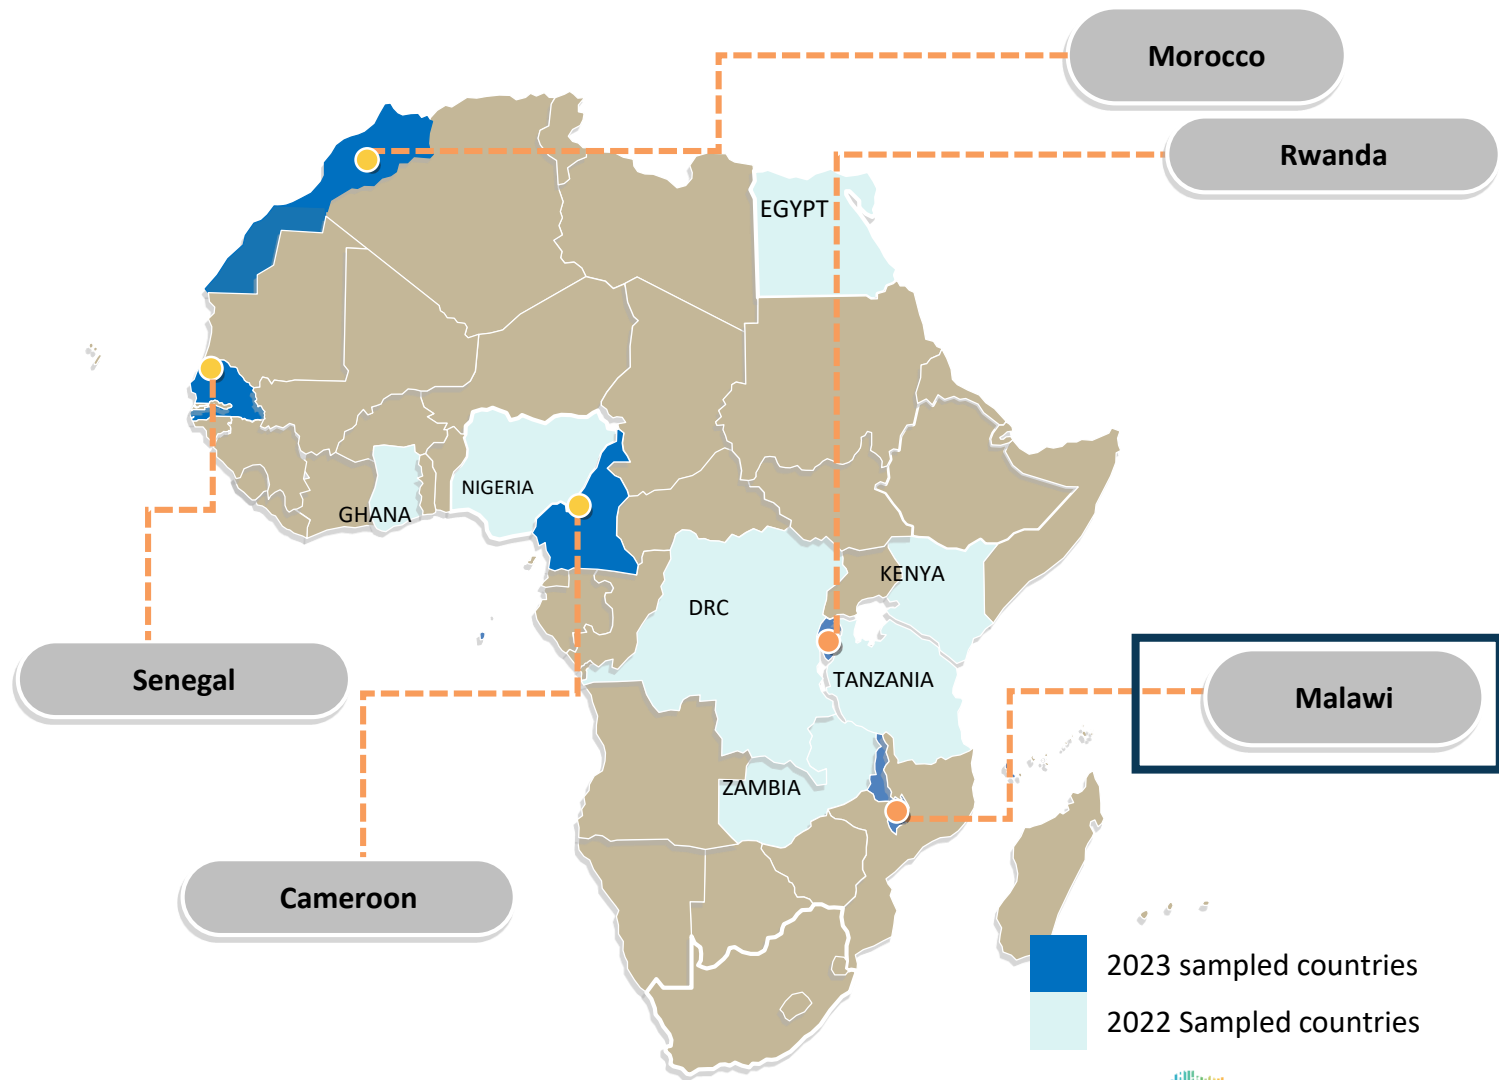 Morocco
Rwanda
EGYPT
NIGERIA
GHANA
KENYA
DRC
TANZANIA
Senegal
Malawi
ZAMBIA
Cameroon
2023 sampled countries
2022 Sampled countries